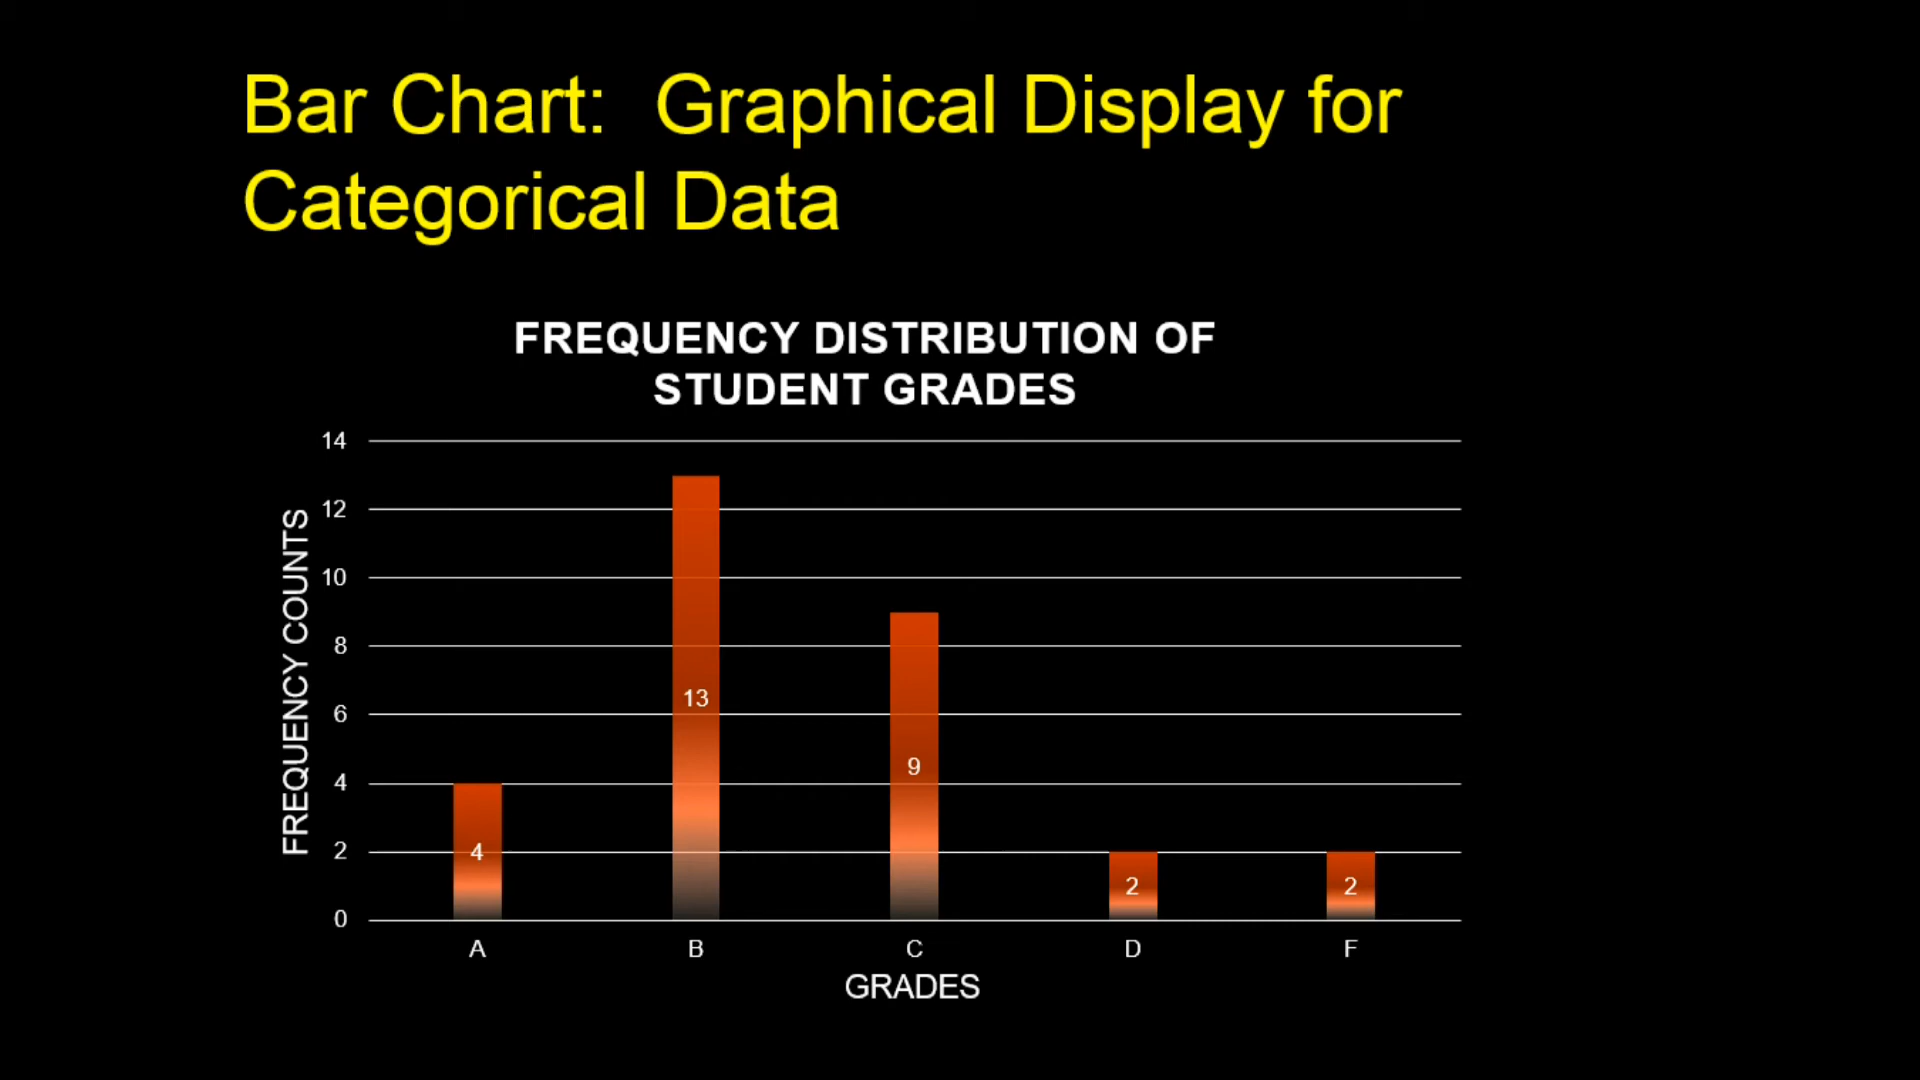 Bar Chart:  Graphical Display for
Categorical Data
FREQUENCY DISTRIBUTION OF
STUDENT GRADES
FREQUENCY COUNTS
14
12
10
8
6
4
2
0
4
13
9
2
2
A B C D F
GRADES